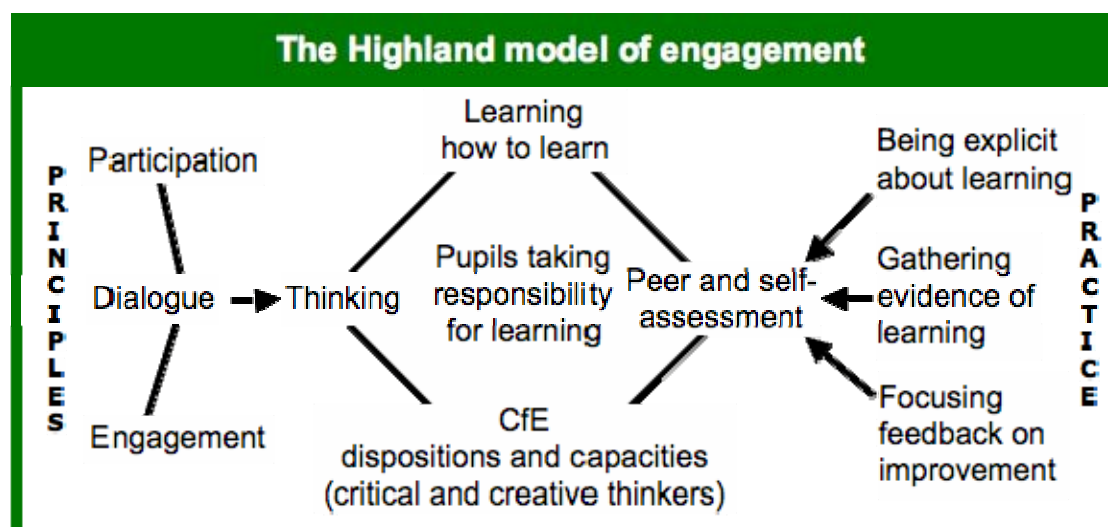 The Highland model of engagement
PRINCIPLES
Participation
Dialogue
Engagement
Thinking
Learning
how to learn
Pupils taking
responsibility
for learning
CfE
dispositions and capacities
(critical and creative thinkers)
Peer and self-
assessment
Being explicit
about learning
Gathering
evidence of
learning
Focusing
feedback on
improvement
PRACTICE